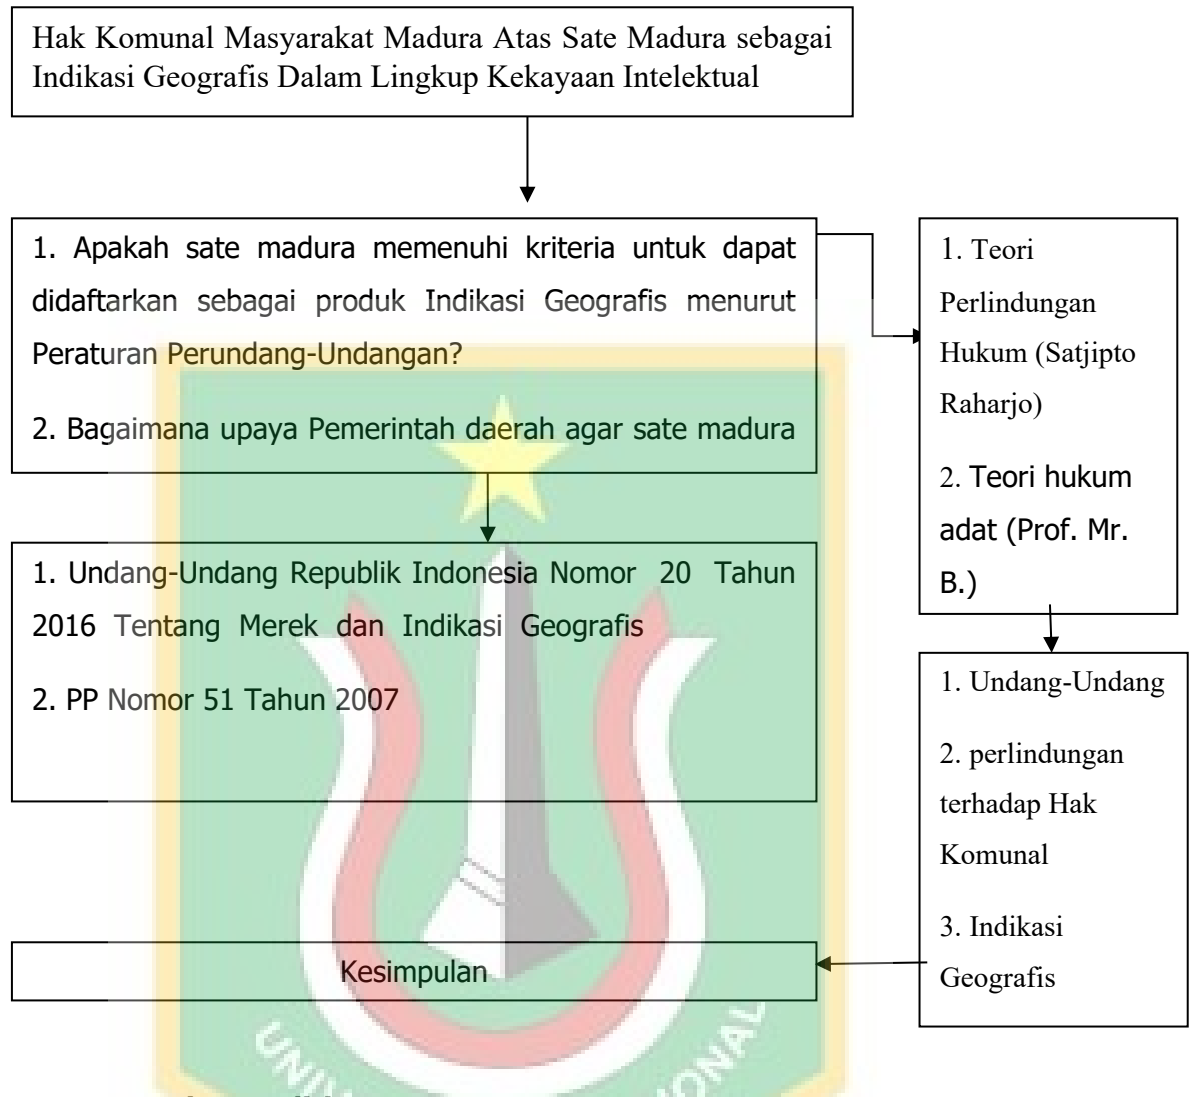 Hak Komunal Masyarakat Madura Atas Sate Madura sebagai
Indikasi Geografis Dalam Lingkup Kekayaan Intelektual
1. Apakah sate madura memenuhi kriteria untuk dapat
didaftarkan sebagai produk Indikasi Geografis menurut
Peraturan Perundang-Undangan?
2. Bagaimana upaya Pemerintah daerah agar sate madura
1. Teori
Perlindungan
Hukum (Satjipto
Raharjo)
2. Teori hukum
adat (Prof. Mr.
B.)
1. Undang-Undang Republik Indonesia Nomor 20 Tahun
2016 Tentang Merek dan Indikasi Geografis
2. PP Nomor 51 Tahun 2007
1. Undang-Undang
2. perlindungan
terhadap Hak
Komunal
3. Indikasi
Geografis
Kesimpulan